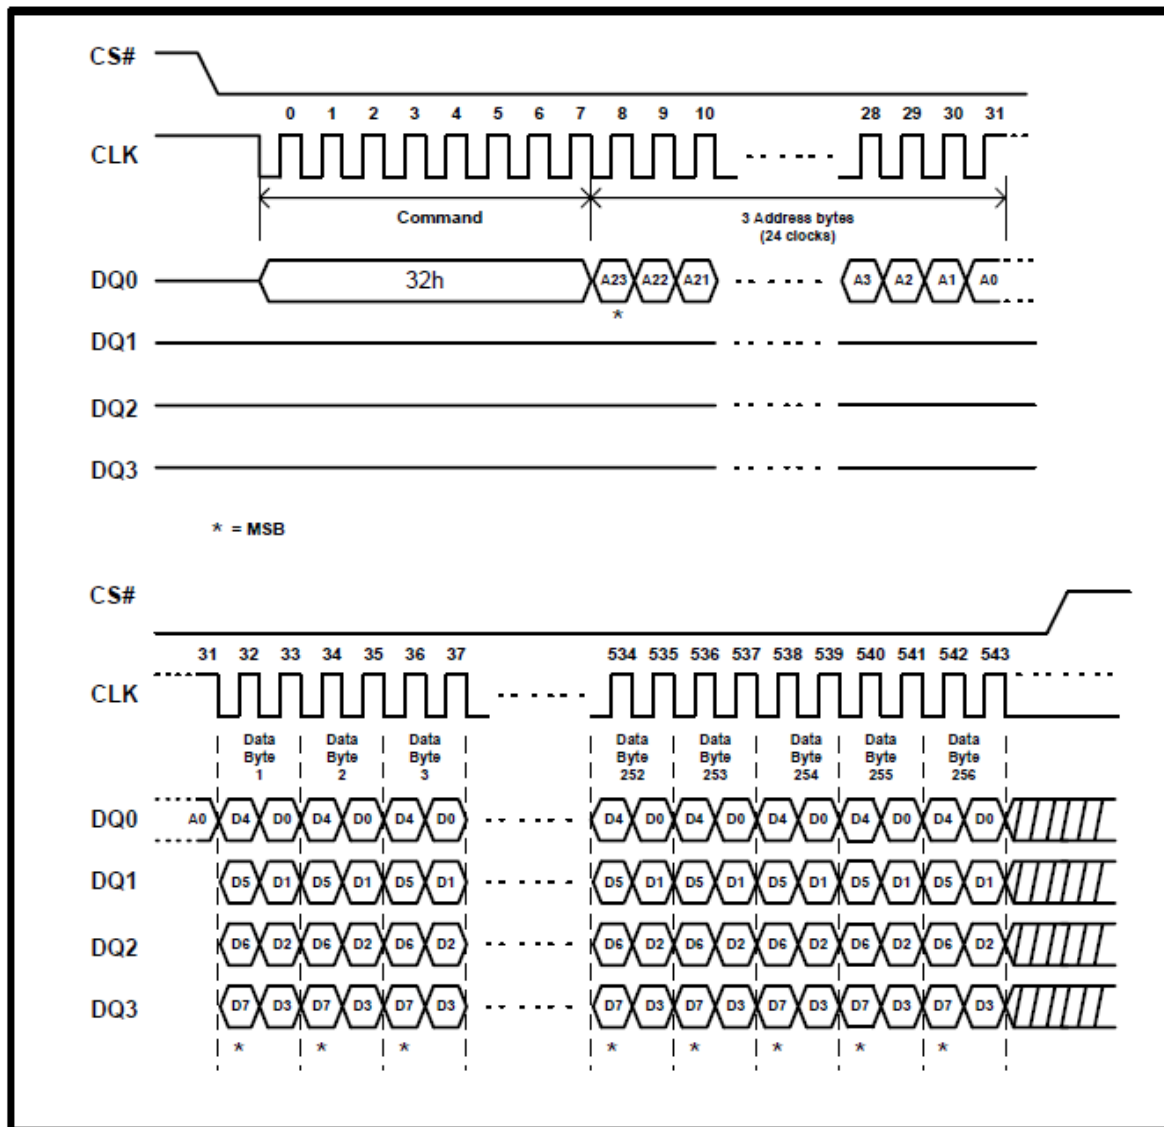 CS#
0 1 2 3 4 5 6 7 8 9 10 28 29 30 31
CLK
Command 3 Address bytes
(24 clocks)
DQ0 32h A23 A22 A21 A3 A2 A1 A0
*
DQ1
DQ2
DQ3
* = MSB
CS#
31 32 33 34 35 36 37 534 535 536 537 538 539 540 541 542 543
CLK
Data Data Data Data Data Data Data Data
Byte Byte Byte Byte Byte Byte Byte Byte
1 2 3 252 253 254 255 256
DQ0 A0 D4 D0 D4 D0 D4 D0 D4 D0 D4 D0 D4 D0 D4 D0 D4 D0
DQ1 D5 D1 D5 D1 D5 D1 D5 D1 D5 D1 D5 D1 D5 D1 D5 D1
DQ2 D6 D2 D6 D2 D6 D2 D6 D2 D6 D2 D6 D2 D6 D2 D6 D2
DQ3 D7 D3 D7 D3 D7 D3 D7 D3 D7 D3 D7 D3 D7 D3 D7 D3
* * * * * * * *